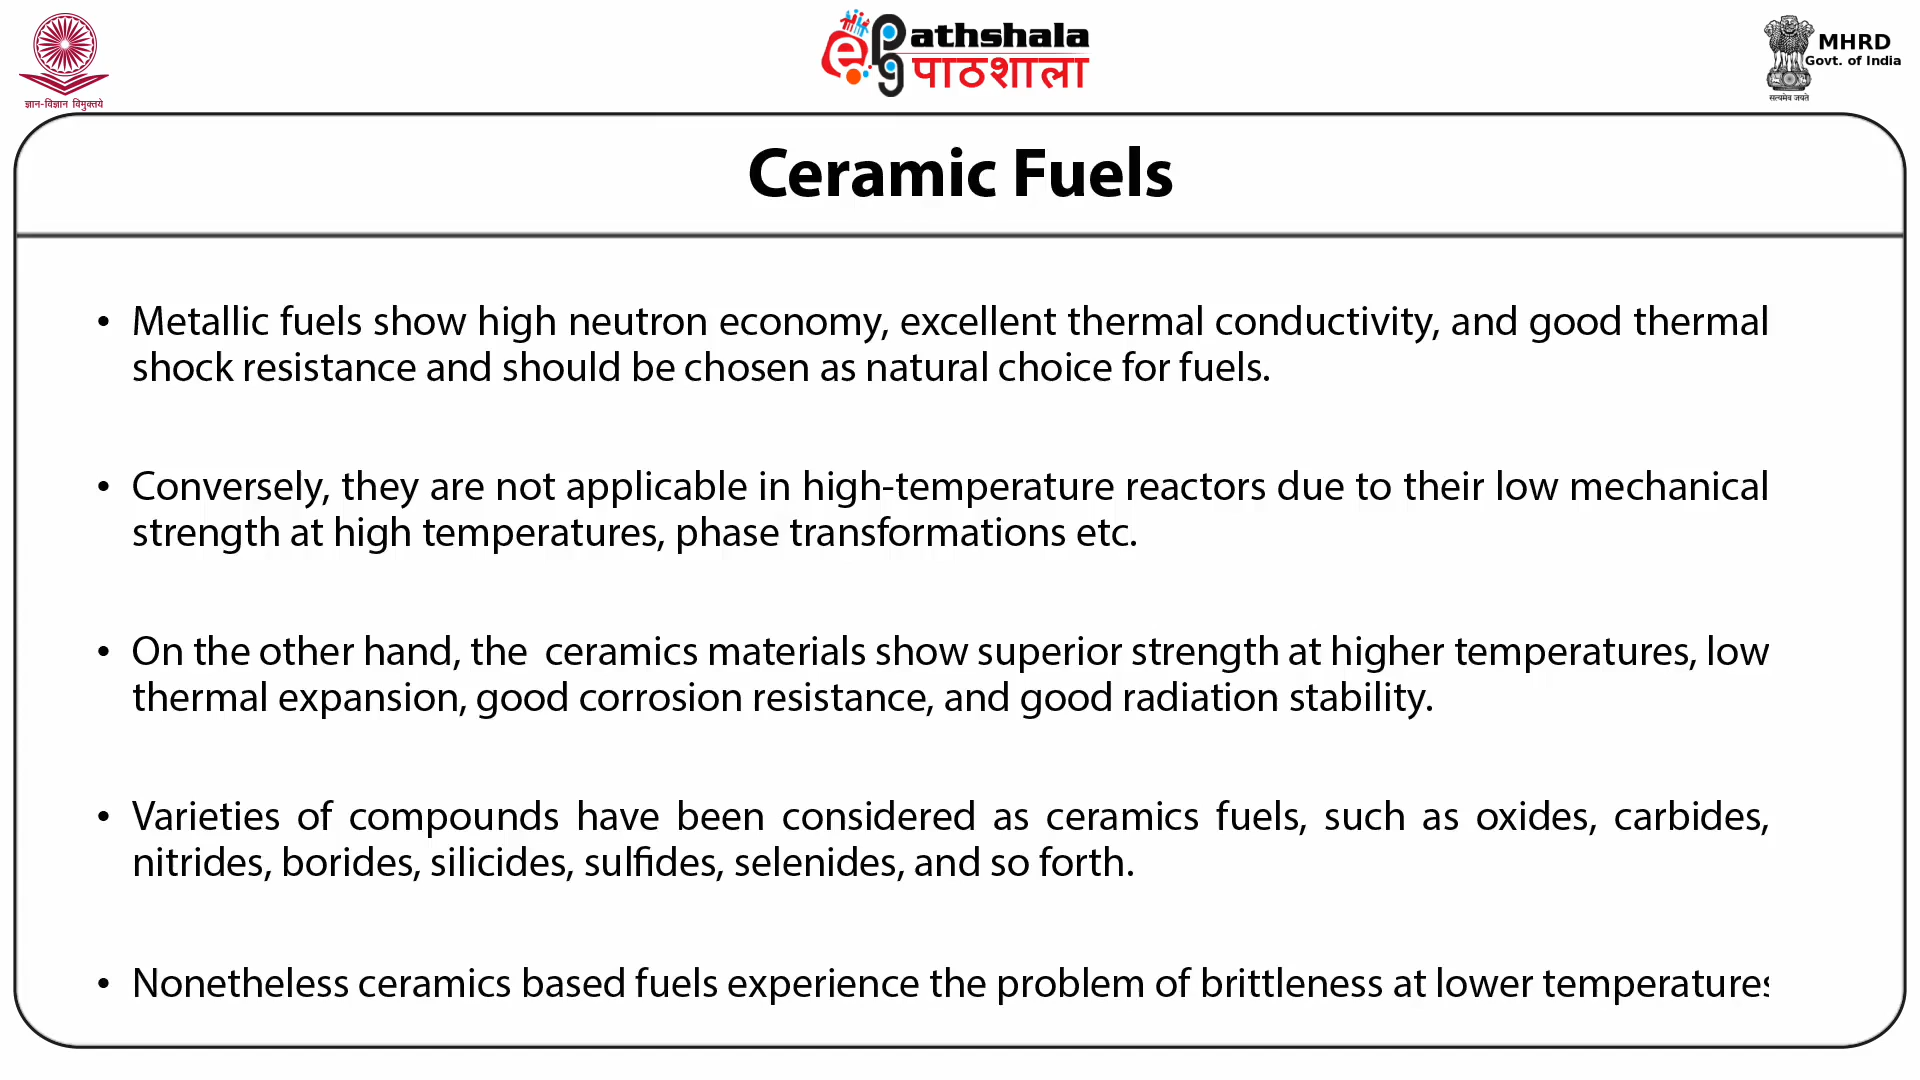 ज्ञान-विज्ञान विमुक्तये
ePathshala
पाठशाला
MHRD
Govt. of India
सत्यमेव जयते
Ceramic Fuels
• Metallic fuels show high neutron economy, excellent thermal conductivity, and good thermal
shock resistance and should be chosen as natural choice for fuels.
• Conversely, they are not applicable in high-temperature reactors due to their low mechanical
strength at high temperatures, phase transformations etc.
• On the other hand, the ceramics materials show superior strength at higher temperatures, low
thermal expansion, good corrosion resistance, and good radiation stability.
• Varieties of compounds have been considered as ceramics fuels, such as oxides, carbides,
nitrides, borides, silicides, sulfides, selenides, and so forth.
• Nonetheless ceramics based fuels experience the problem of brittleness at lower temperatures